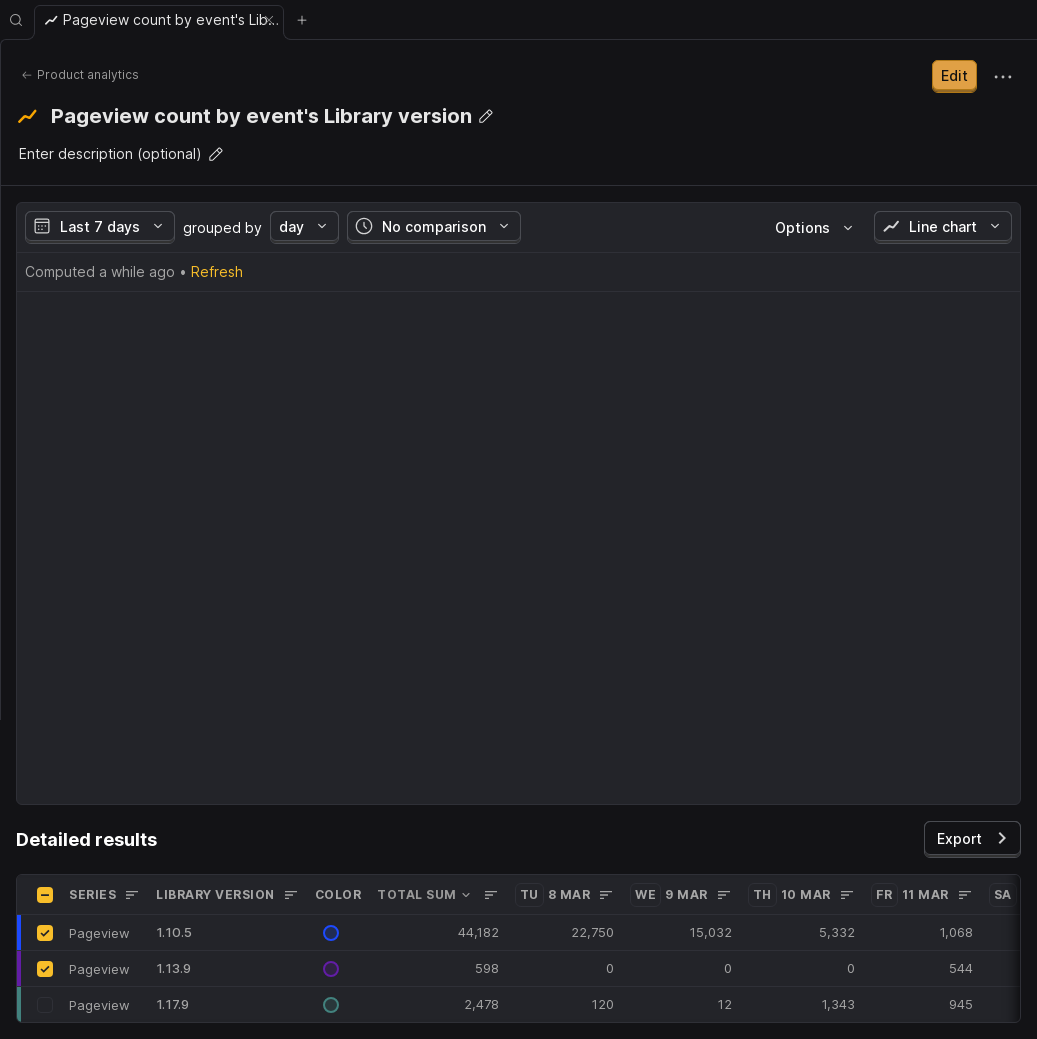 Pageview count by event's Lib...
Product analytics
Edit
Pageview count by event's Library version
Enter description (optional)
Last 7 days grouped by day No comparison Options Line chart
Computed a while ago • Refresh
Detailed results
Export
SERIES LIBRARY VERSION COLOR TOTAL SUM TU 8 MAR WE 9 MAR TH 10 MAR FR 11 MAR SA
Pageview 1.10.5 44,182 22,750 15,032 5,332 1,068
Pageview 1.13.9 598 0 0 0 544
Pageview 1.17.9 2,478 120 12 1,343 945